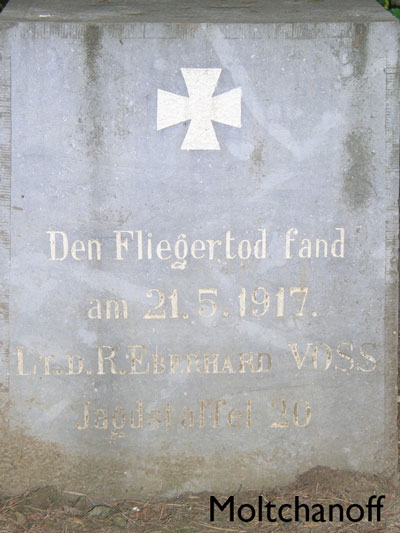 Den Fliegertod fand
am 21.5.1917.
LT.D.R.EBERHARD VOSS
Jagdstaffel 20
Moltchanoff